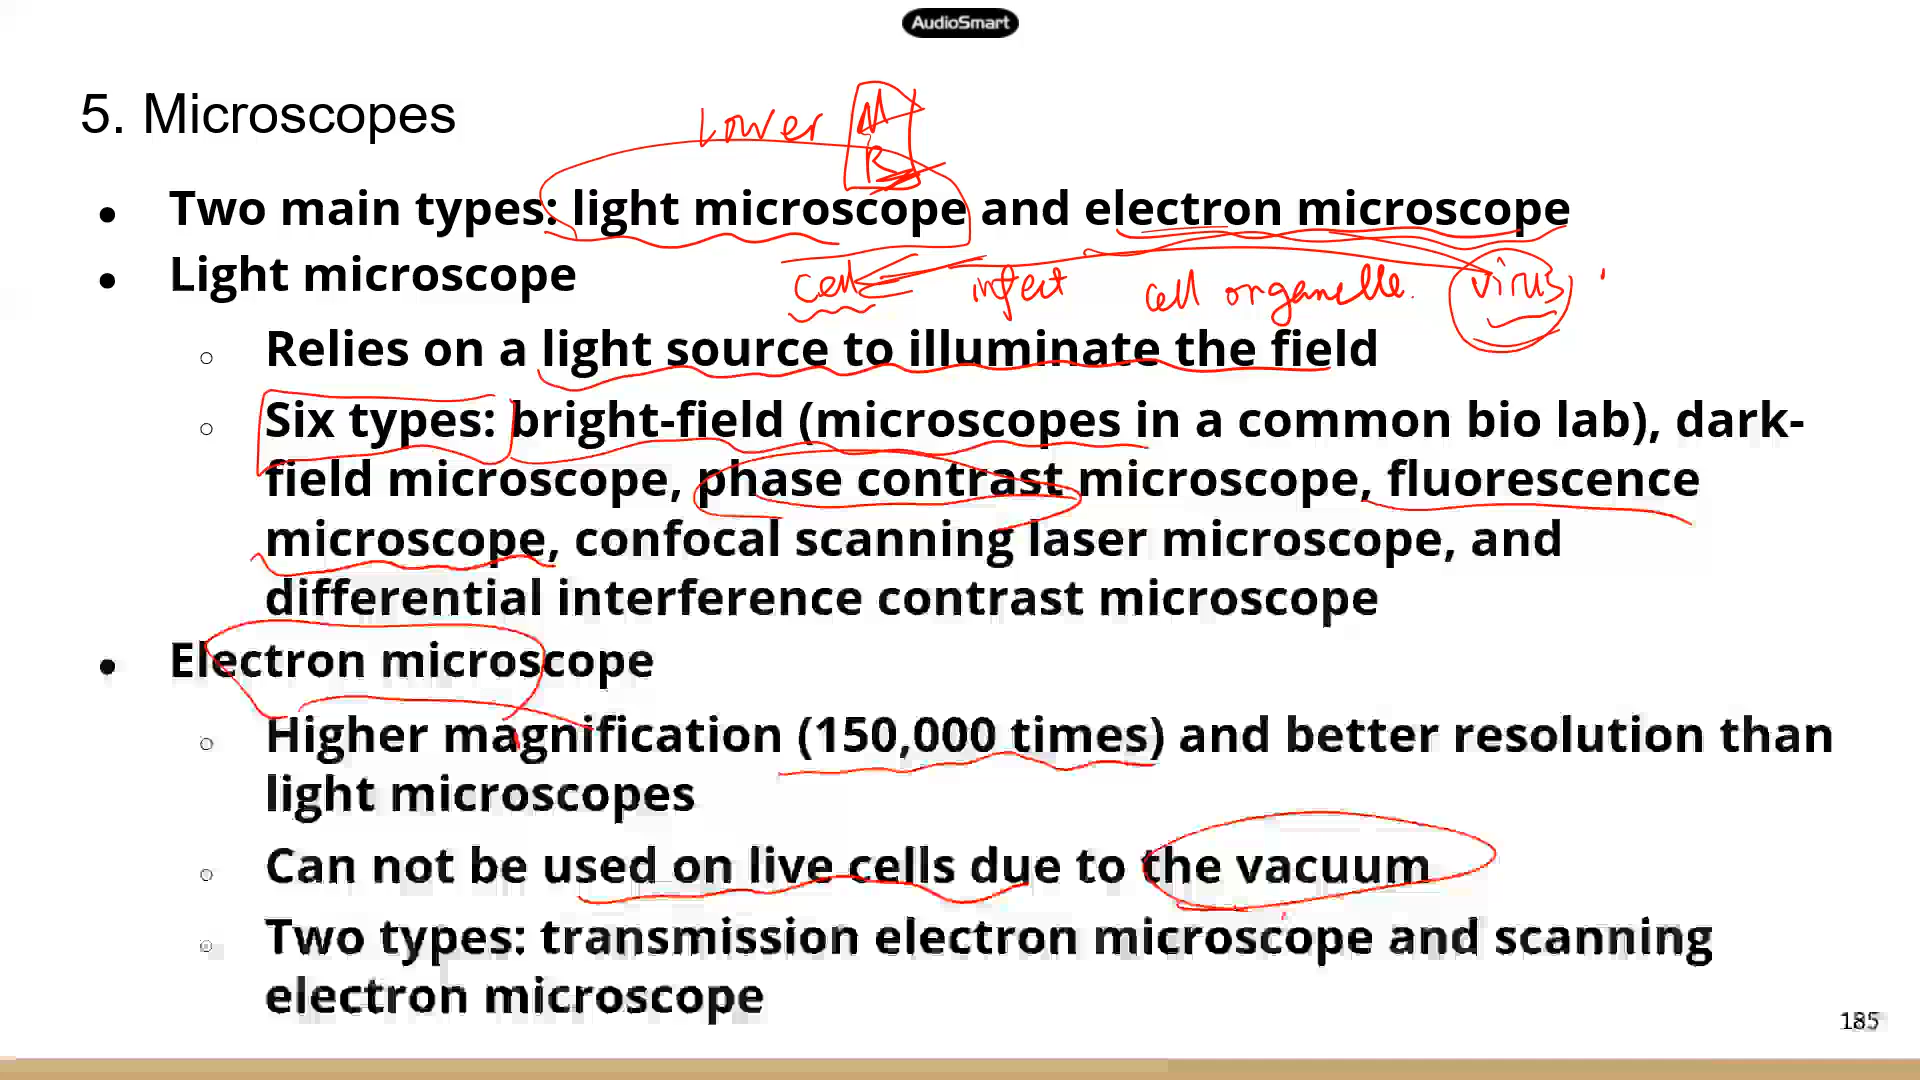 AudioSmart
5. Microscopes
Lower M
R
● Two main types: light microscope and electron microscope
● Light microscope
cell infect cell organelle. virus,
○ Relies on a light source to illuminate the field
○ Six types: bright-field (microscopes in a common bio lab), dark-
field microscope, phase contrast microscope, fluorescence
microscope, confocal scanning laser microscope, and
differential interference contrast microscope
● Electron microscope
○ Higher magnification (150,000 times) and better resolution than
light microscopes
○ Can not be used on live cells due to the vacuum
○ Two types: transmission electron microscope and scanning
electron microscope
185